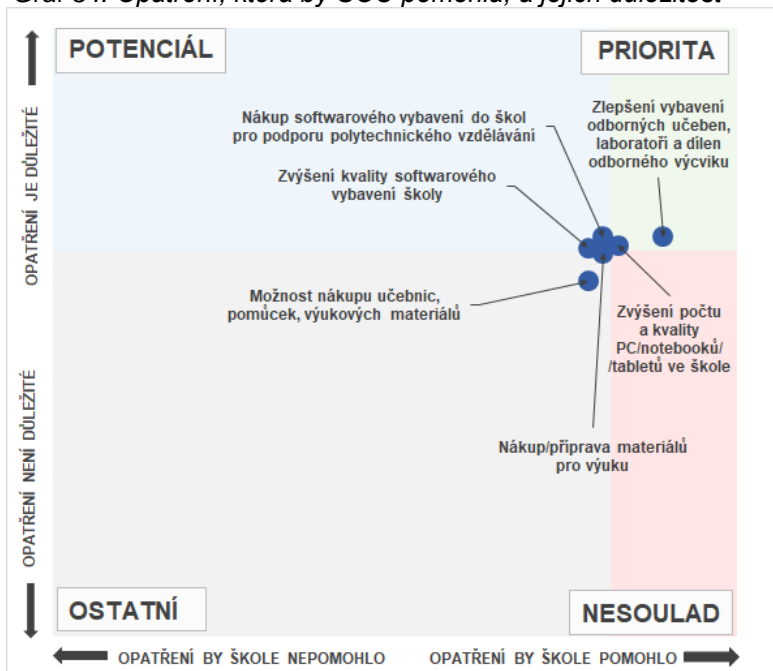 POTENCIÁL
PRIORITA
Nákup softwarového vybavení do škol
pro podporu polytechnického vzdělávání
Zlepšení vybavení
odborných učeben,
laboratoří a dílen
odborného výcviku
Zvýšení kvality softwarového
vybavení školy
Možnost nákupu učebnic,
pomůcek, výukových materiálů
Zvýšení počtu
a kvality
PC/notebooků/
/tabletů ve škole
Nákup/příprava materiálů
pro výuku
OSTATNÍ
NESOULAD
OPATŘENÍ JE DŮLEŽITÉ
OPATŘENÍ NENÍ DŮLEŽITÉ
OPATŘENÍ BY ŠKOLE NEPOMOHLO
OPATŘENÍ BY ŠKOLE POMOHLO